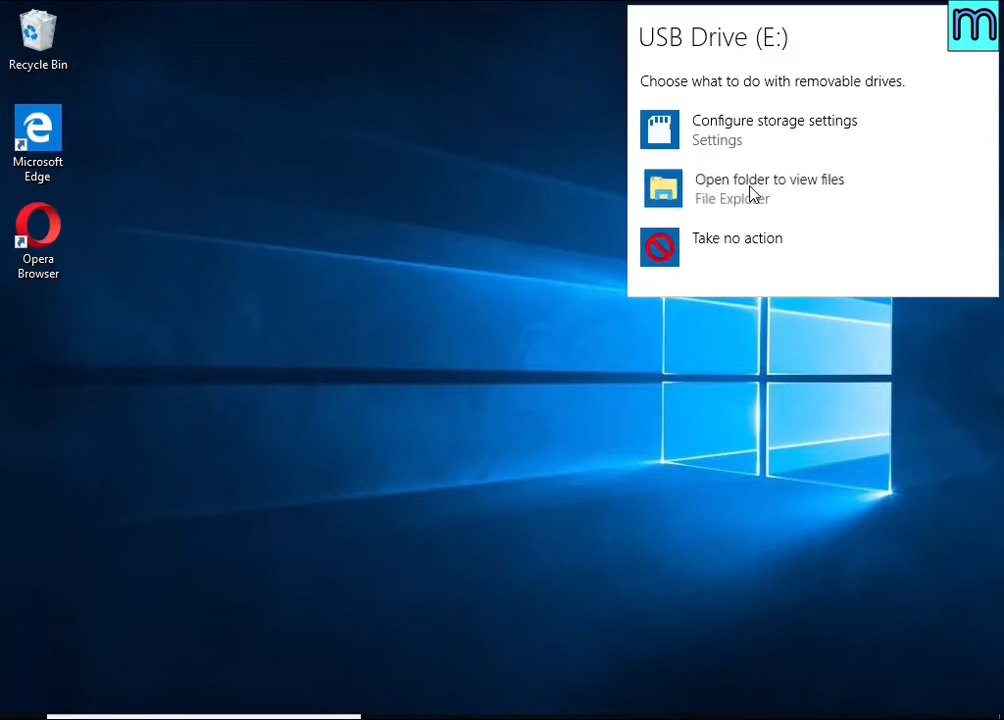 Recycle Bin
Microsoft
Edge
Opera
Browser
USB Drive (E:)
Choose what to do with removable drives.
Configure storage settings
Settings
Open folder to view files
File Explorer
Take no action
m